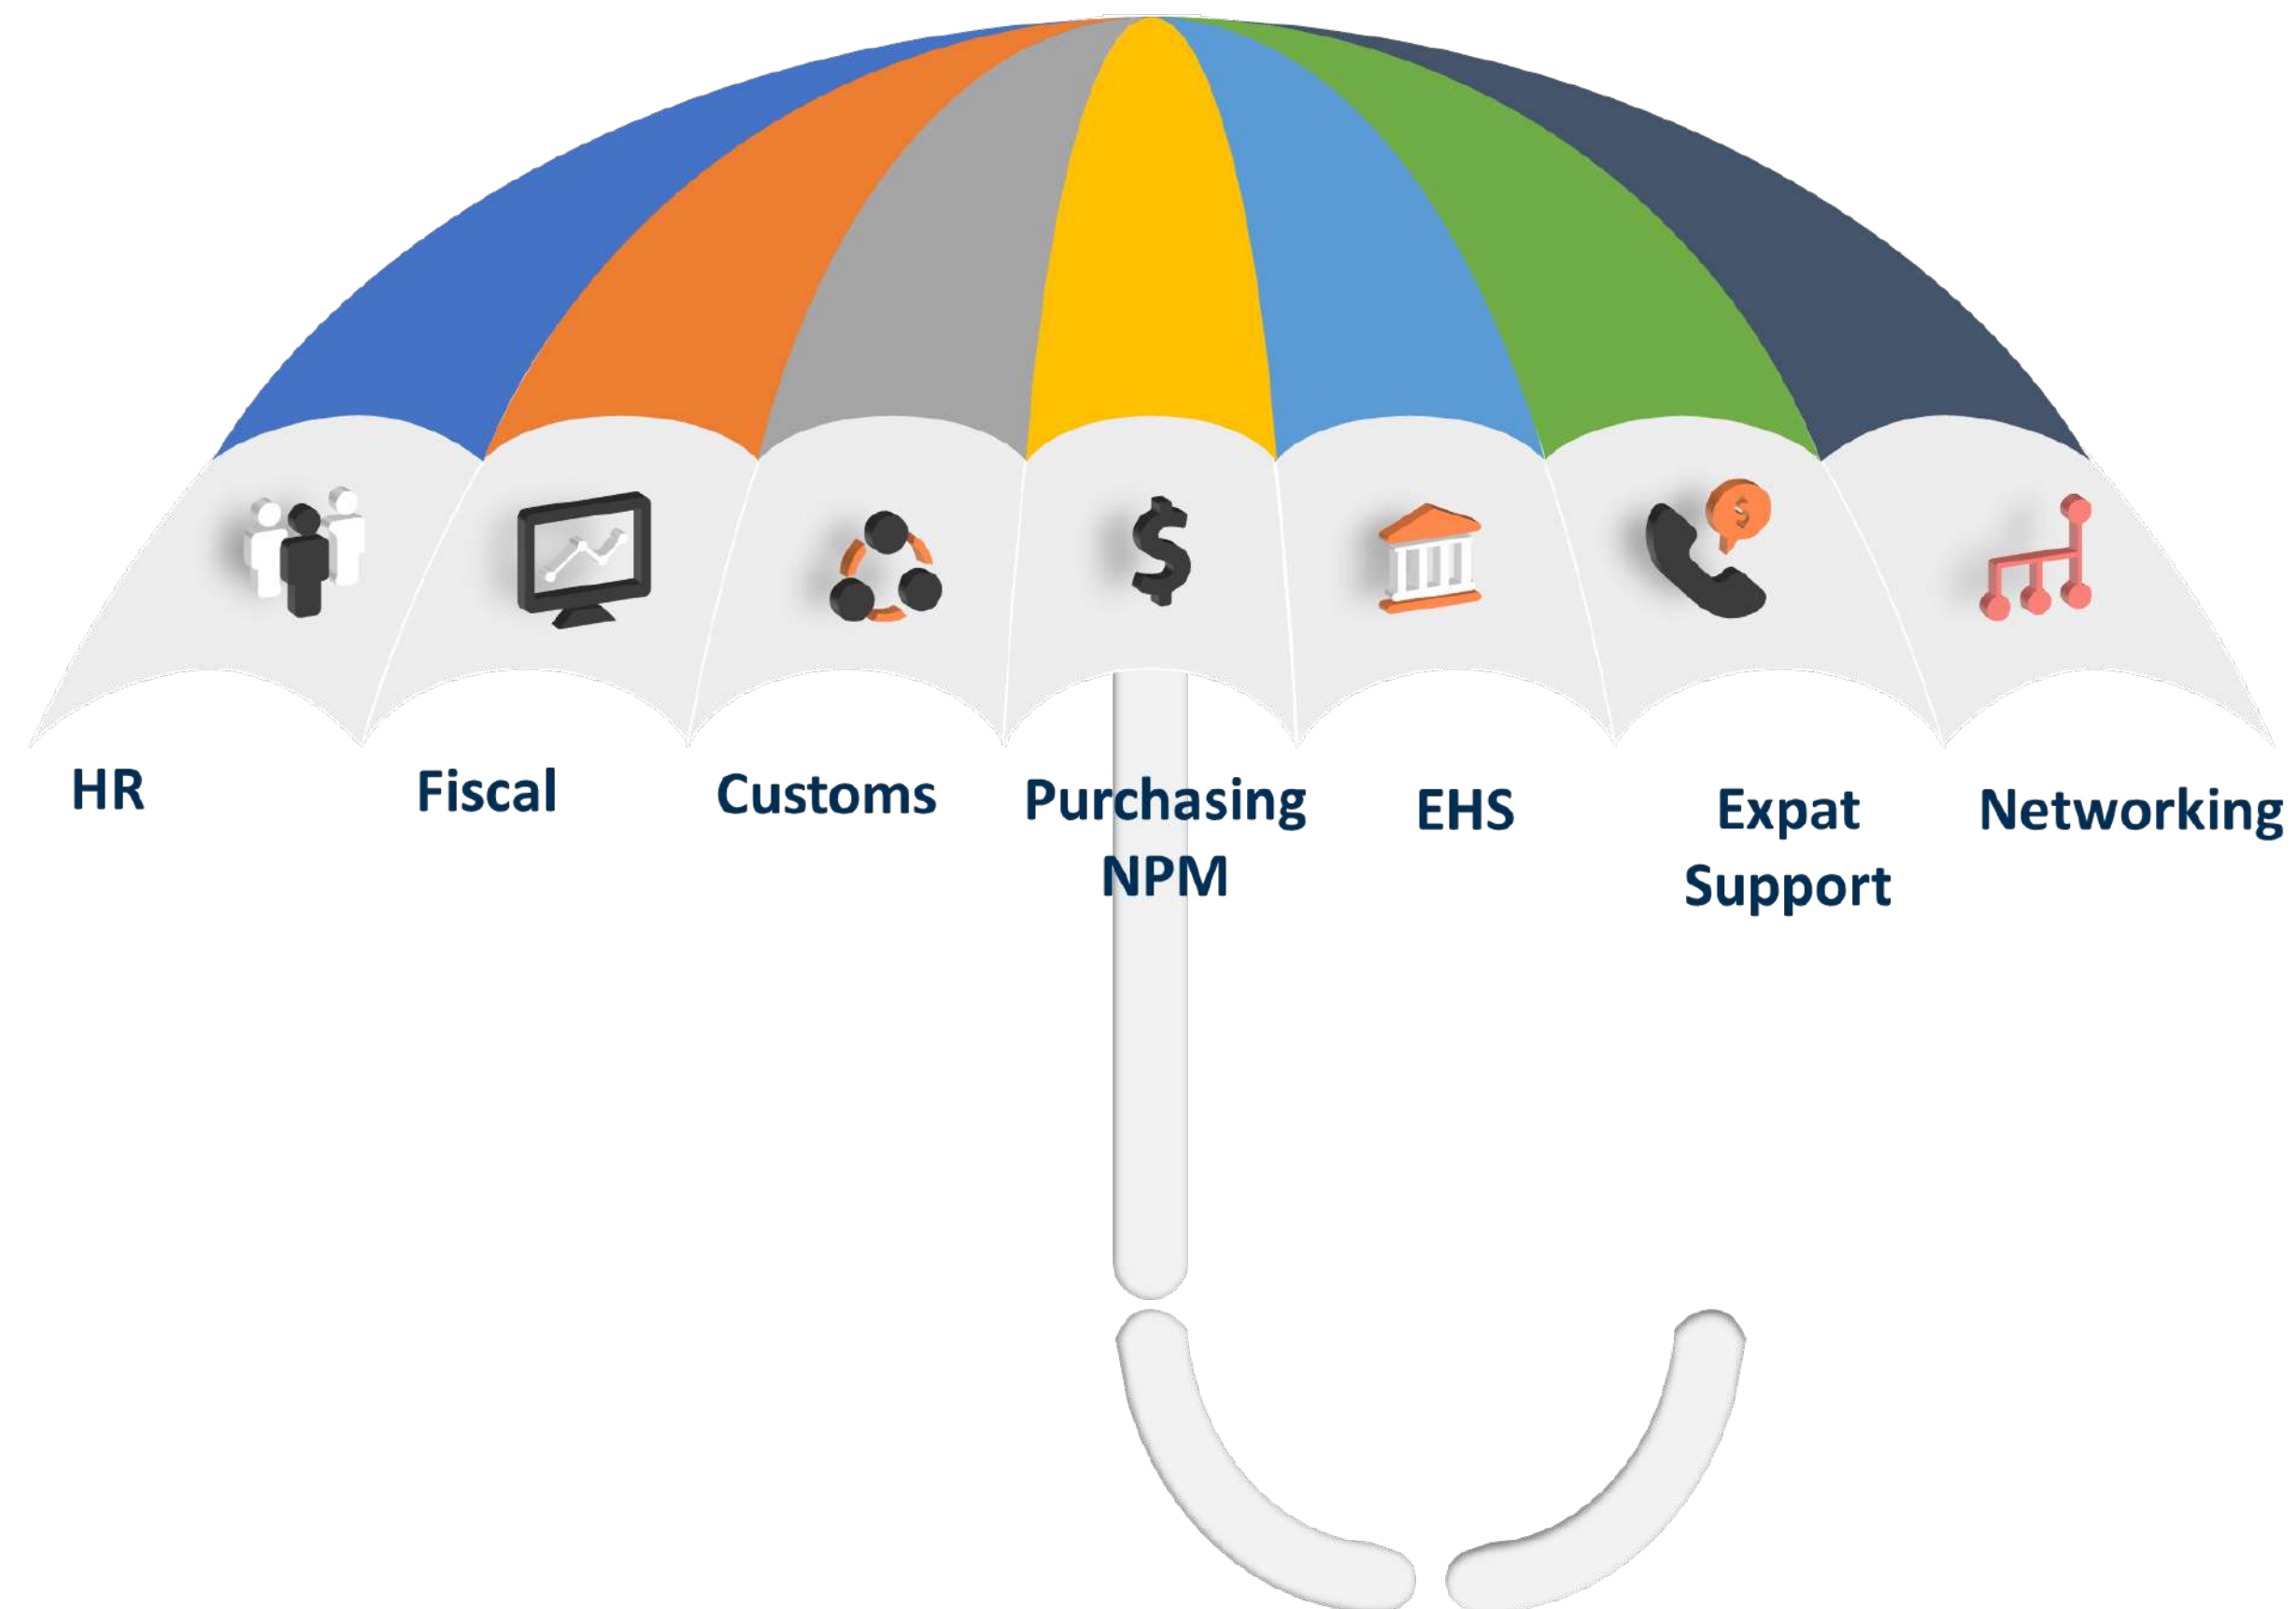 HR
Fiscal
Customs
Purchasing
NPM
EHS
Expat
Support
Networking
$
$